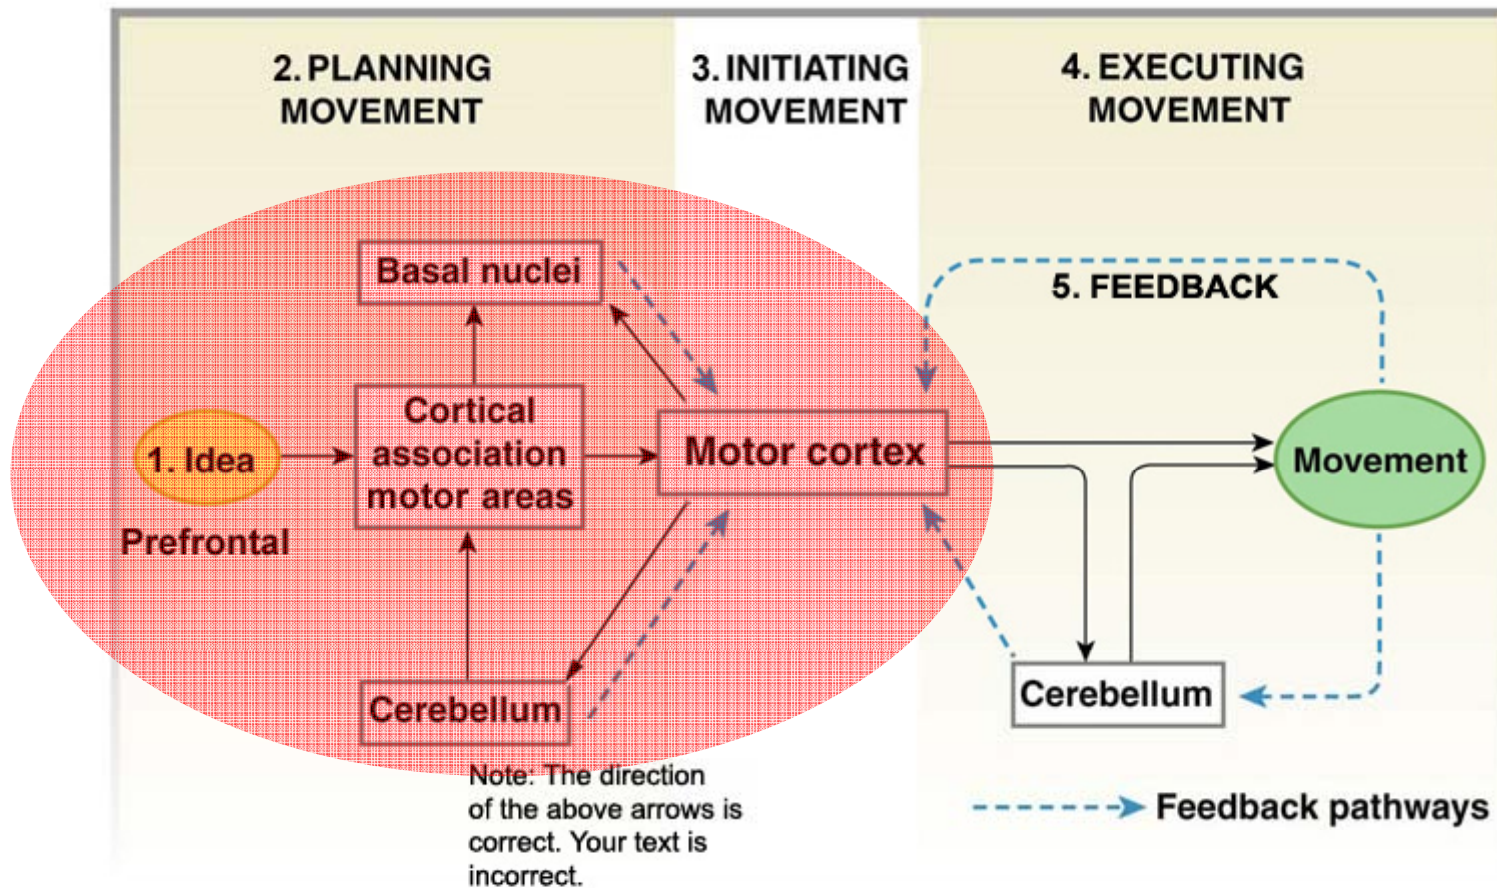 2. PLANNING
MOVEMENT
3. INITIATING
MOVEMENT
4. EXECUTING
MOVEMENT
Basal nuclei
5. FEEDBACK
Cortical
association
motor areas
1. Idea
Motor cortex
Movement
Prefrontal
Cerebellum
Cerebellum
Note: The direction
of the above arrows is
correct. Your text is
incorrect.
Feedback pathways